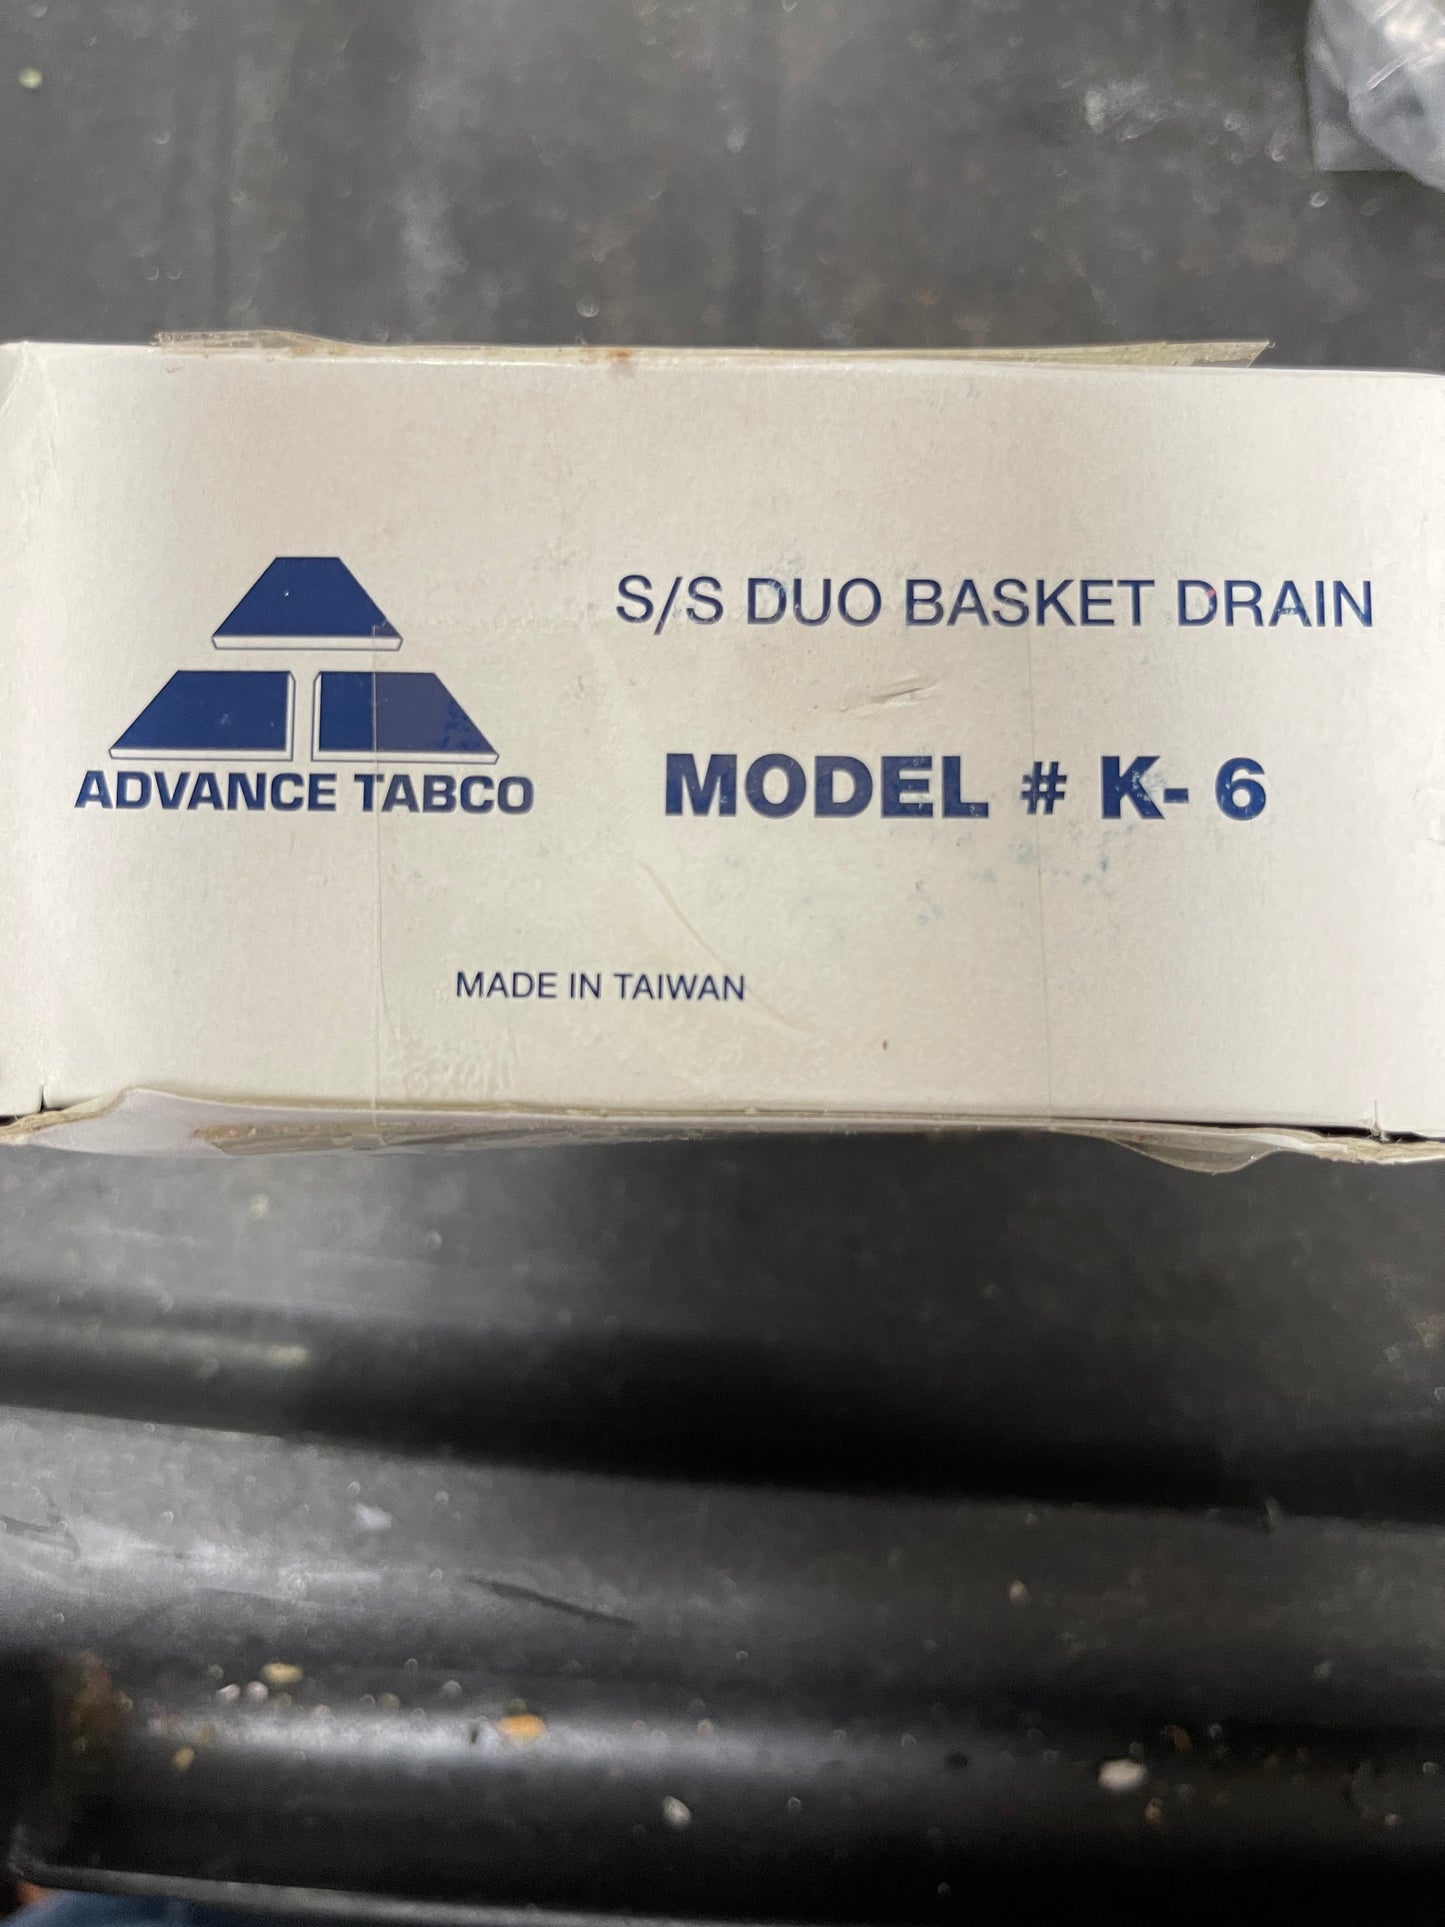 S/S DUO BASKET DRAIN
ADVANCE TABCO
MODEL # K- 6
MADE IN TAIWAN